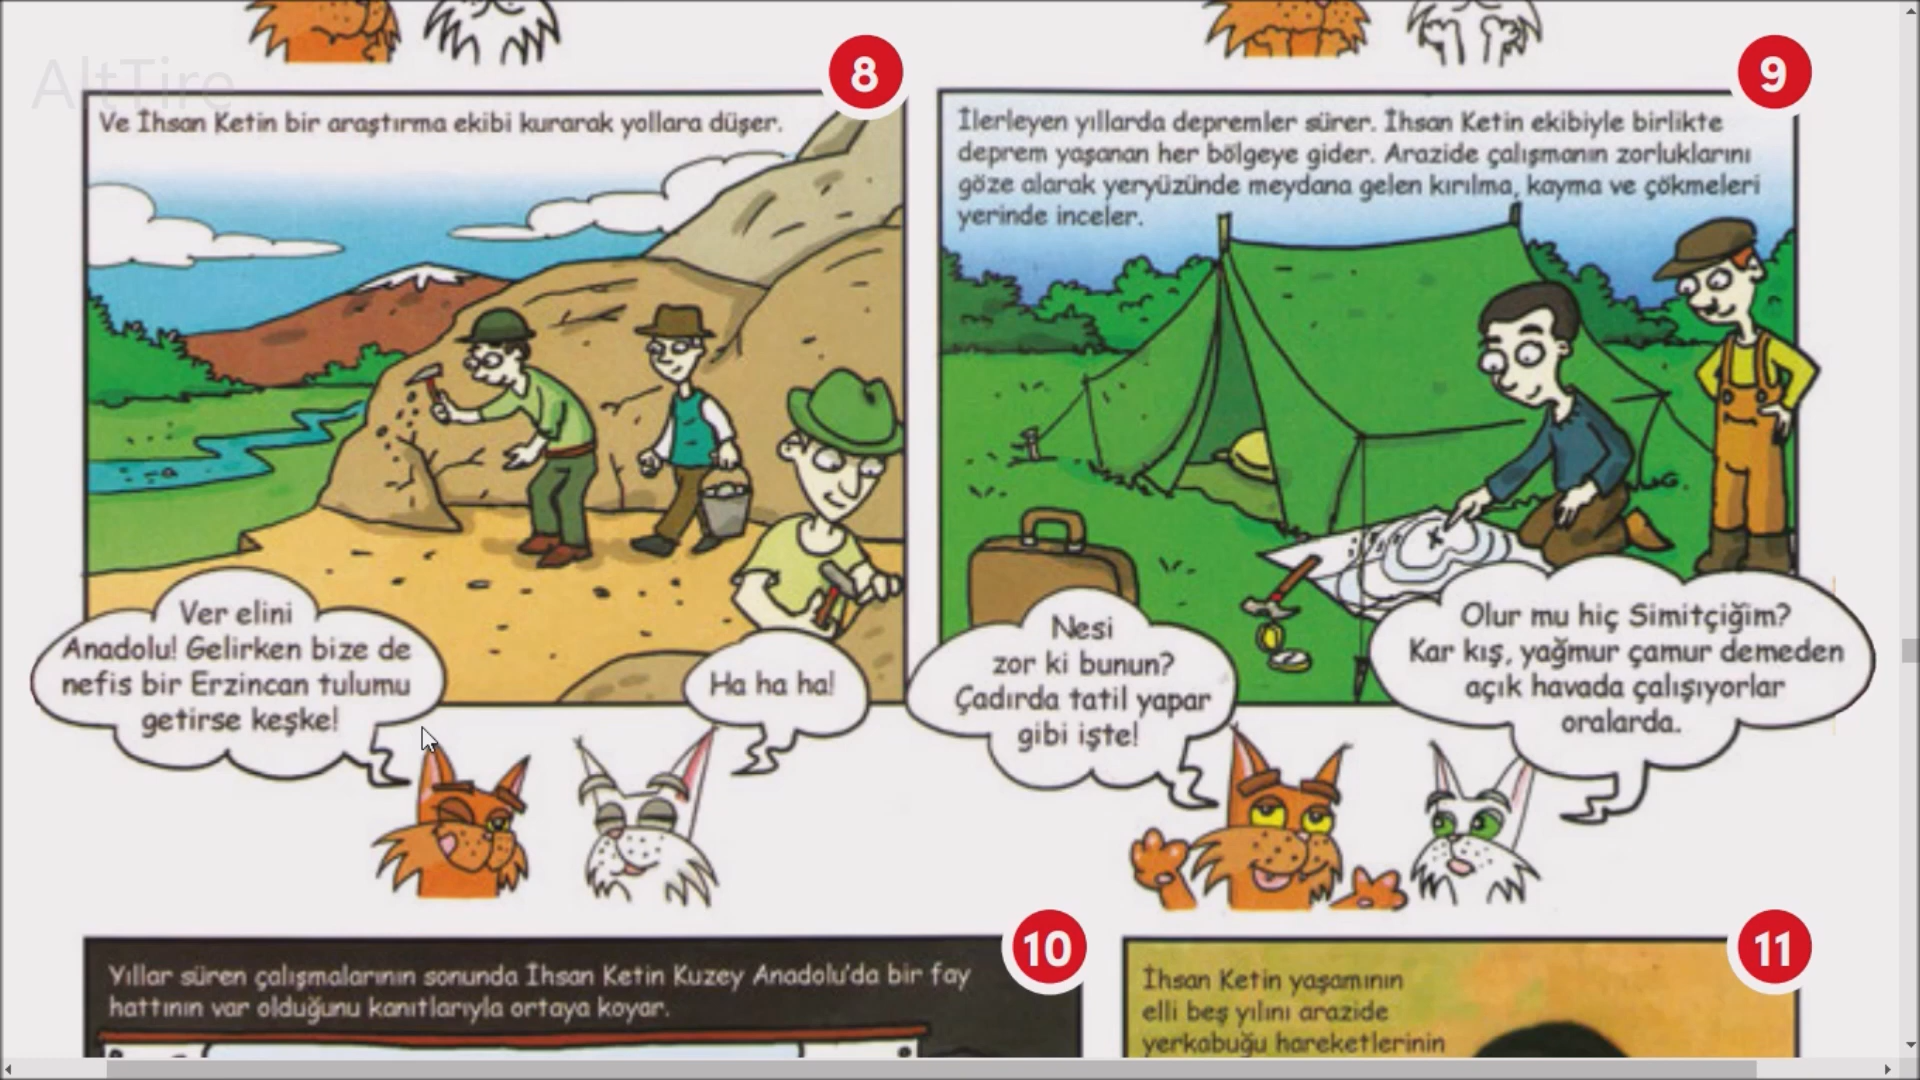 AltTire
8
Ve İhsan Ketin bir araştırma ekibi kurarak yollara düşer.
Ver elini
Anadolu! Gelirken bize de
nefis bir Erzincan tulumu
getirse keşke!
Ha ha ha!
9
İlerleyen yıllarda depremler sürer. İhsan Ketin ekibiyle birlikte
deprem yaşanan her bölgeye gider. Arazide çalışmanın zorluklarını
göze alarak yeryüzünde meydana gelen kırılma, kayma ve çökmeleri
yerinde inceler.
Nesi
zor ki bunun?
Çadırda tatil yapar
gibi işte!
Olur mu hiç Simitçiğim?
Kar kış, yağmur çamur demeden
açık havada çalışıyorlar
oralarda.
10
Yıllar süren çalışmalarının sonunda İhsan Ketin Kuzey Anadolu'da bir fay
hattının var olduğunu kanıtlarıyla ortaya koyar.
11
İhsan Ketin yaşamının
elli beş yılını arazide
yerkabuğu hareketlerinin